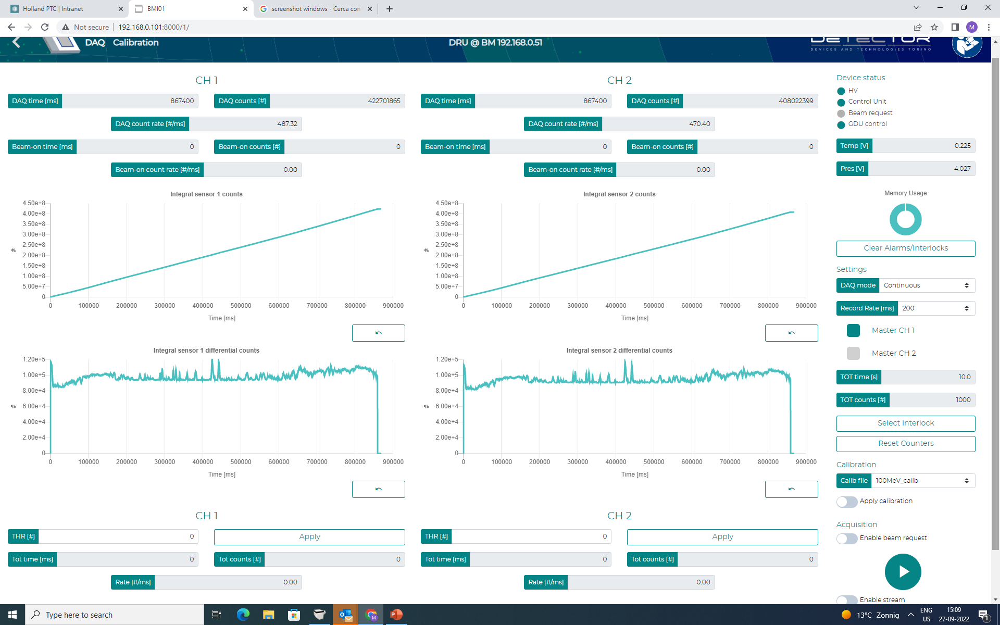 Holland PTC | Intranet
BMI01
screenshot windows - Cerca con
Not secure
192.168.0.101:8000/1/
M
DAQ Calibration
DRU @ BM 192.168.0.51
DETECTOR
DEVICES AND TECHNOLOGIES TORINO
CH 1
DAQ time [ms] 867400
DAQ counts [#] 422701865
DAQ count rate [#/ms] 487.32
Beam-on time [ms] 0
Beam-on counts [#] 0
Beam-on count rate [#/ms] 0.00
Integral sensor 1 counts
4.50e+8
4.00e+8
3.50e+8
3.00e+8
2.50e+8
2.00e+8
1.50e+8
1.00e+8
5.00e+7
0
#
0 100000 200000 300000 400000 500000 600000 700000 800000 900000
Time [ms]
Integral sensor 1 differential counts
1.20e+5
1.00e+5
8.00e+4
6.00e+4
4.00e+4
2.00e+4
0
#
0 100000 200000 300000 400000 500000 600000 700000 800000 900000
Time [ms]
CH 1
THR [#] 0
Apply
Tot time [ms] 0
Tot counts [#] 0
Rate [#/ms] 0.00
CH 2
DAQ time [ms] 867400
DAQ counts [#] 408022399
DAQ count rate [#/ms] 470.40
Beam-on time [ms] 0
Beam-on counts [#] 0
Beam-on count rate [#/ms] 0.00
Integral sensor 2 counts
4.50e+8
4.00e+8
3.50e+8
3.00e+8
2.50e+8
2.00e+8
1.50e+8
1.00e+8
5.00e+7
0
#
0 100000 200000 300000 400000 500000 600000 700000 800000 900000
Time [ms]
Integral sensor 2 differential counts
1.20e+5
1.00e+5
8.00e+4
6.00e+4
4.00e+4
2.00e+4
0
#
0 100000 200000 300000 400000 500000 600000 700000 800000 900000
Time [ms]
CH 2
THR [#] 0
Apply
Tot time [ms] 0
Tot counts [#] 0
Rate [#/ms] 0.00
Device status
HV
Control Unit
Beam request
GDU control
Temp [V] 0.225
Pres [V] 4.027
Memory Usage
Clear Alarms/Interlocks
Settings
DAQ mode Continuous
Record Rate [ms] 200
Master CH 1
Master CH 2
TOT time [s] 10.0
TOT counts [#] 1000
Select Interlock
Reset Counters
Calibration
Calib file 100MeV_calib
Apply calibration
Acquisition
Enable beam request
Enable stream
Type here to search
M
P
13°C Zonnig
ENG
US
15:09
27-09-2022
1